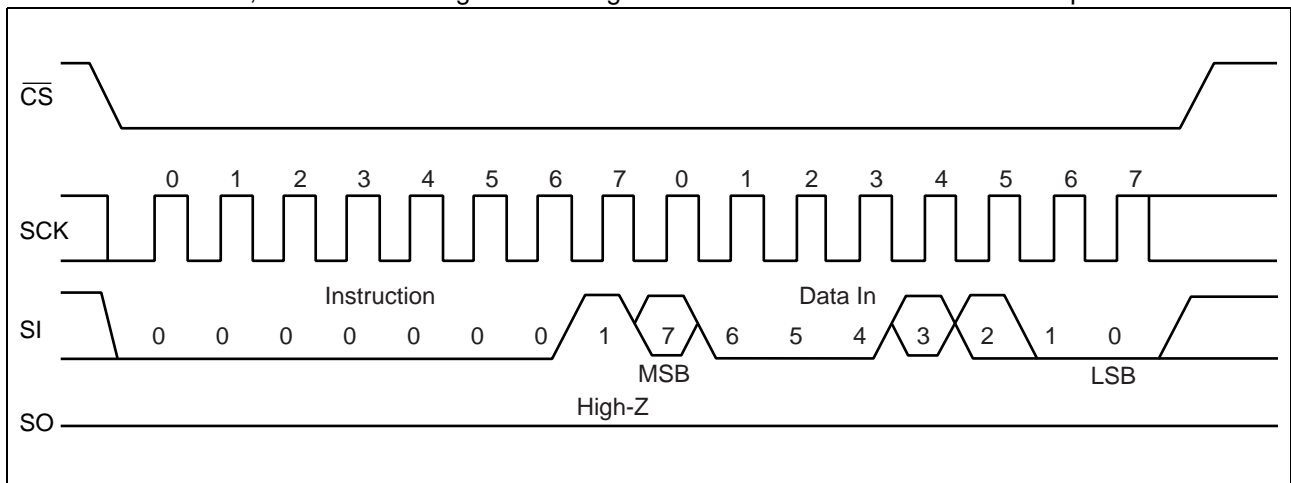 CS
0 1 2 3 4 5 6 7 0 1 2 3 4 5 6 7
SCK
Instruction Data In
SI 0 0 0 0 0 0 0 1 7 6 5 4 3 2 1 0
MSB LSB
High-Z
SO